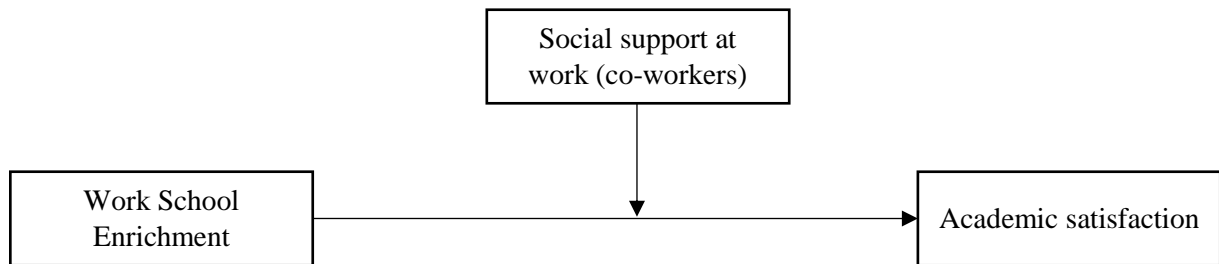 Social support at
work (co-workers)
Work School
Enrichment
Academic satisfaction